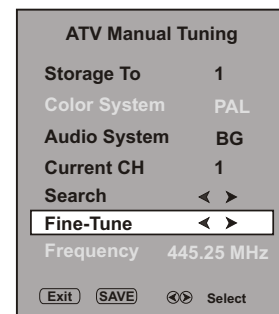 ATV Manual Tuning
Storage To 1
Color System PAL
Audio System BG
Current CH 1
Search
Fine-Tune
Frequency 445.25 MHz
Exit SAVE Select